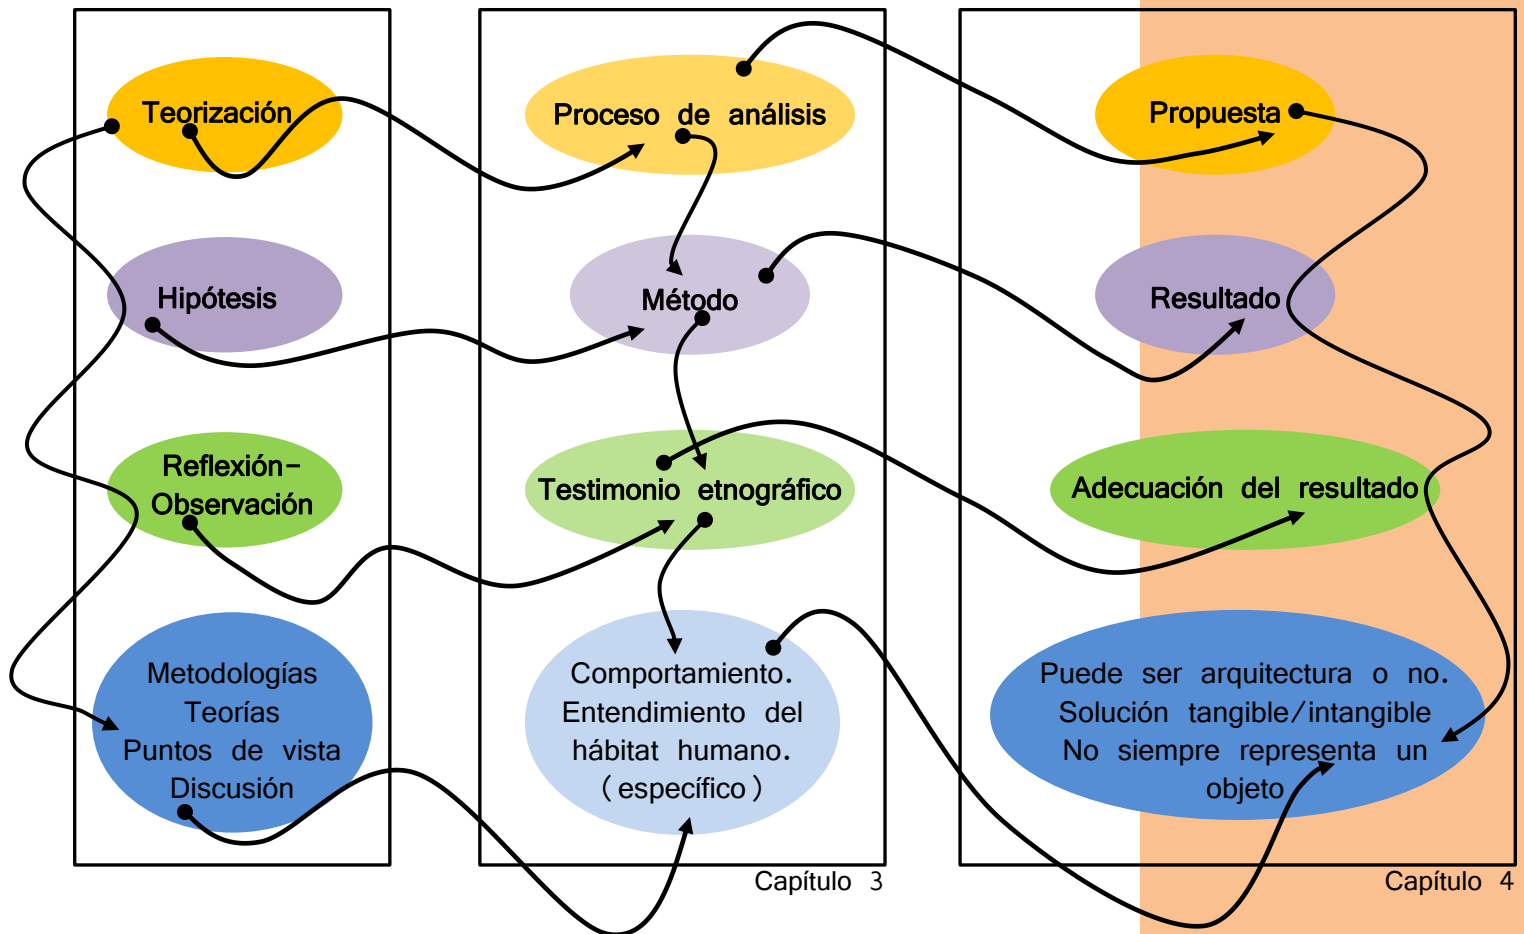 Teorización
Hipótesis
Reflexión-
Observación
Metodologías
Teorías
Puntos de vista
Discusión
Proceso de análisis
Método
Testimonio etnográfico
Comportamiento.
Entendimiento del
hábitat humano.
(específico)
Capítulo 3
Propuesta
Resultado
Adecuación del resultado
Puede ser arquitectura o no.
Solución tangible/intangible
No siempre representa un
objeto
Capítulo 4